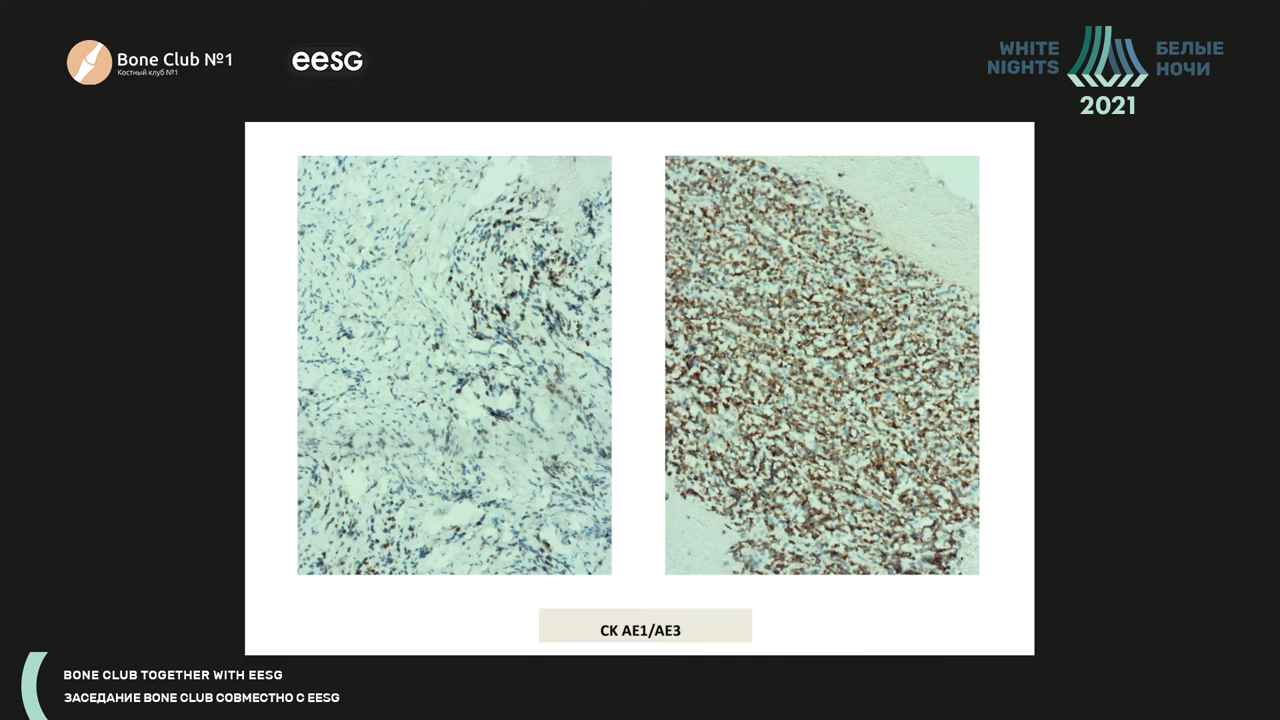 Bone Club №1
Костный клуб №1
eesG
WHITE NIGHTS
БЕЛЫЕ НОЧИ
2021
CK AE1/AE3
BONE CLUB TOGETHER WITH EESG
ЗАСЕДАНИЕ BONE CLUB СОВМЕСТНО С EESG